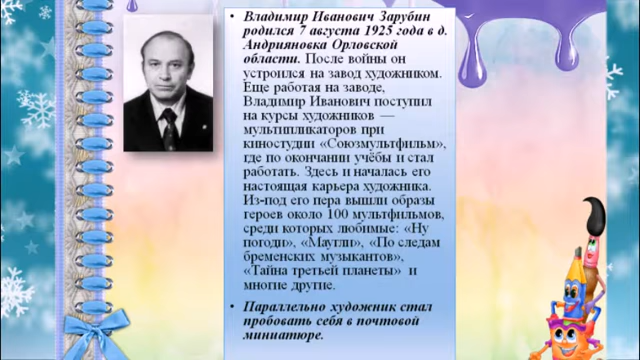 • Владимир Иванович Зарубин
родился 7 августа 1925 года в д.
Андрияновка Орловской
области. После войны он
устроился на завод художником.
Еще работая на заводе,
Владимир Иванович поступил
на курсы художников —
мультипликаторов при
киностудии «Союзмультфильм»,
где по окончании учёбы и стал
работать. Здесь и началась его
настоящая карьера художника.
Из-под его пера вышли образы
героев около 100 мультфильмов,
среди которых любимые: «Ну
погоди», «Маугли», «По следам
бременских музыкантов»,
«Тайна третьей планеты» и
многие другие.
• Параллельно художник стал
пробовать себя в почтовой
миниатюре.